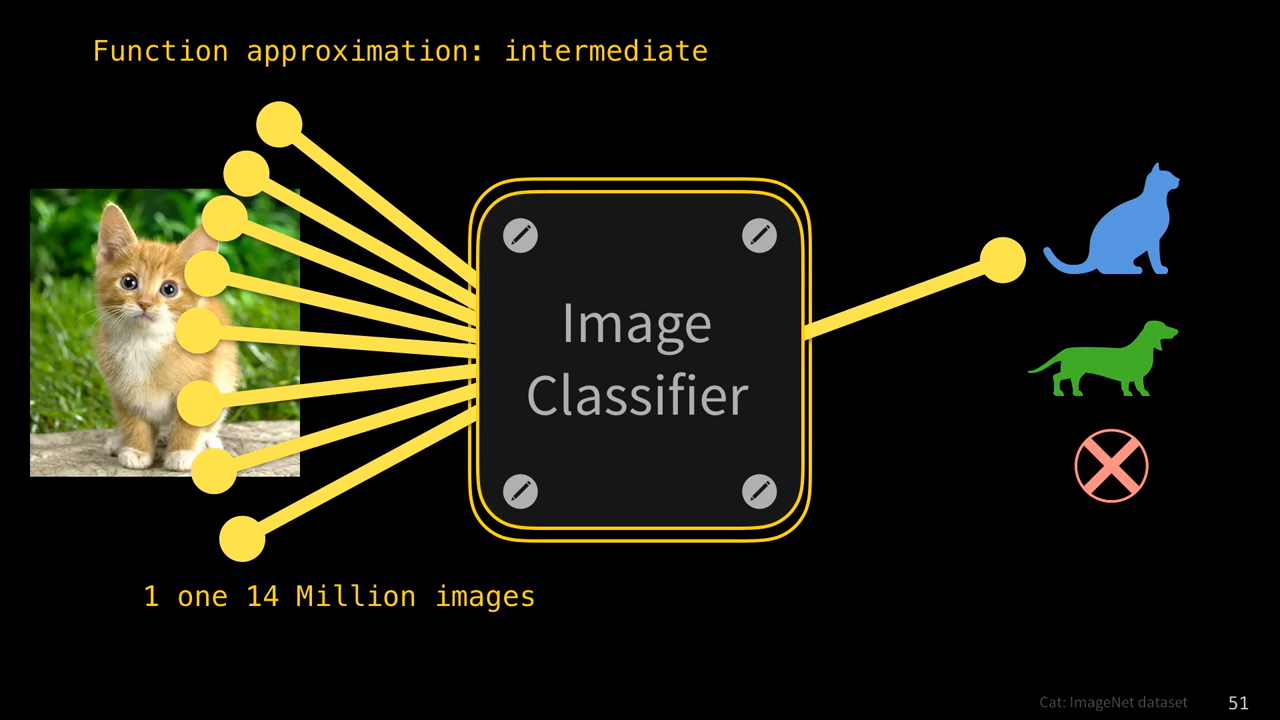 Function approximation: intermediate
Image
Classifier
1 one 14 Million images
Cat: ImageNet dataset
51